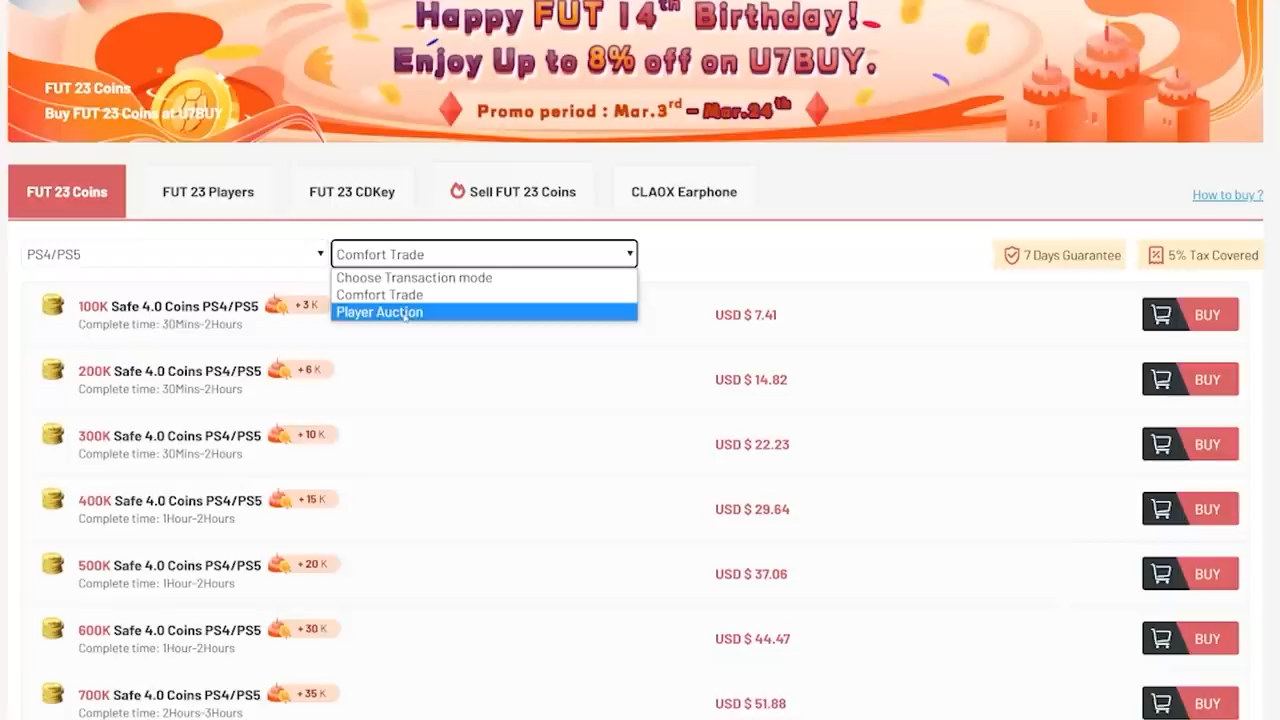 Happy FUT 14th Birthday!
Enjoy Up to 8% off on U7BUY.
FUT 23 Coins
Buy FUT 23 Coins at U7BUY
Promo period : Mar.3rd - Mar.24th
FUT 23 Coins
FUT 23 Players
FUT 23 CDKey
Sell FUT 23 Coins
CLAOX Earphone
How to buy ?
PS4/PS5
Comfort Trade
7 Days Guarantee
5% Tax Covered
Choose Transaction mode
Comfort Trade
Player Auction
100K Safe 4.0 Coins PS4/PS5 +3 K
Complete time: 30Mins-2Hours
USD $ 7.41
BUY
200K Safe 4.0 Coins PS4/PS5 +6 K
Complete time: 30Mins-2Hours
USD $ 14.82
BUY
300K Safe 4.0 Coins PS4/PS5 +10 K
Complete time: 30Mins-2Hours
USD $ 22.23
BUY
400K Safe 4.0 Coins PS4/PS5 +15 K
Complete time: 1Hour-2Hours
USD $ 29.64
BUY
500K Safe 4.0 Coins PS4/PS5 +20 K
Complete time: 1Hour-2Hours
USD $ 37.06
BUY
600K Safe 4.0 Coins PS4/PS5 +30 K
Complete time: 1Hour-2Hours
USD $ 44.47
BUY
700K Safe 4.0 Coins PS4/PS5 +35 K
Complete time: 2Hours-3Hours
USD $ 51.88
BUY